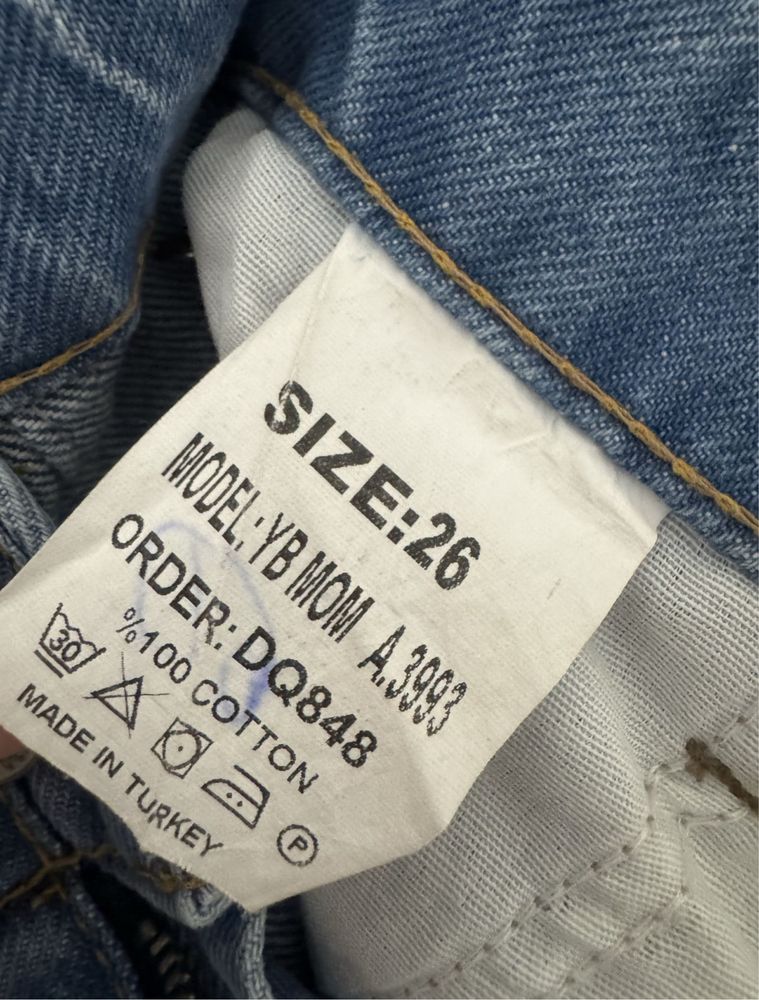 SIZE:26
MODEL: YB MOM A.3993
ORDER: DQ848
%100 COTTON
30
P
MADE IN TURKEY